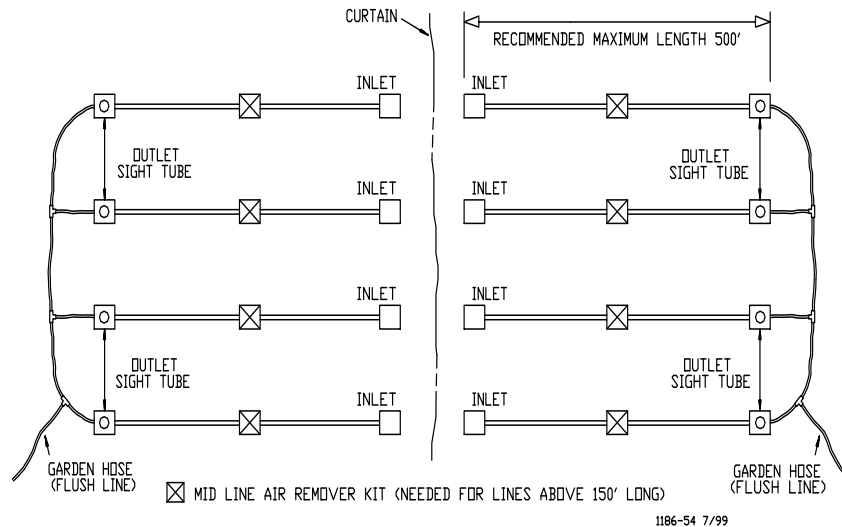 CURTAIN
RECOMMENDED MAXIMUM LENGTH 500'
INLET
INLET
OUTLET
SIGHT TUBE
OUTLET
SIGHT TUBE
INLET
INLET
INLET
INLET
OUTLET
SIGHT TUBE
OUTLET
SIGHT TUBE
INLET
INLET
GARDEN HOSE
(FLUSH LINE)
GARDEN HOSE
(FLUSH LINE)
MID LINE AIR REMOVER KIT (NEEDED FOR LINES ABOVE 150' LONG)
1186-54 7/99